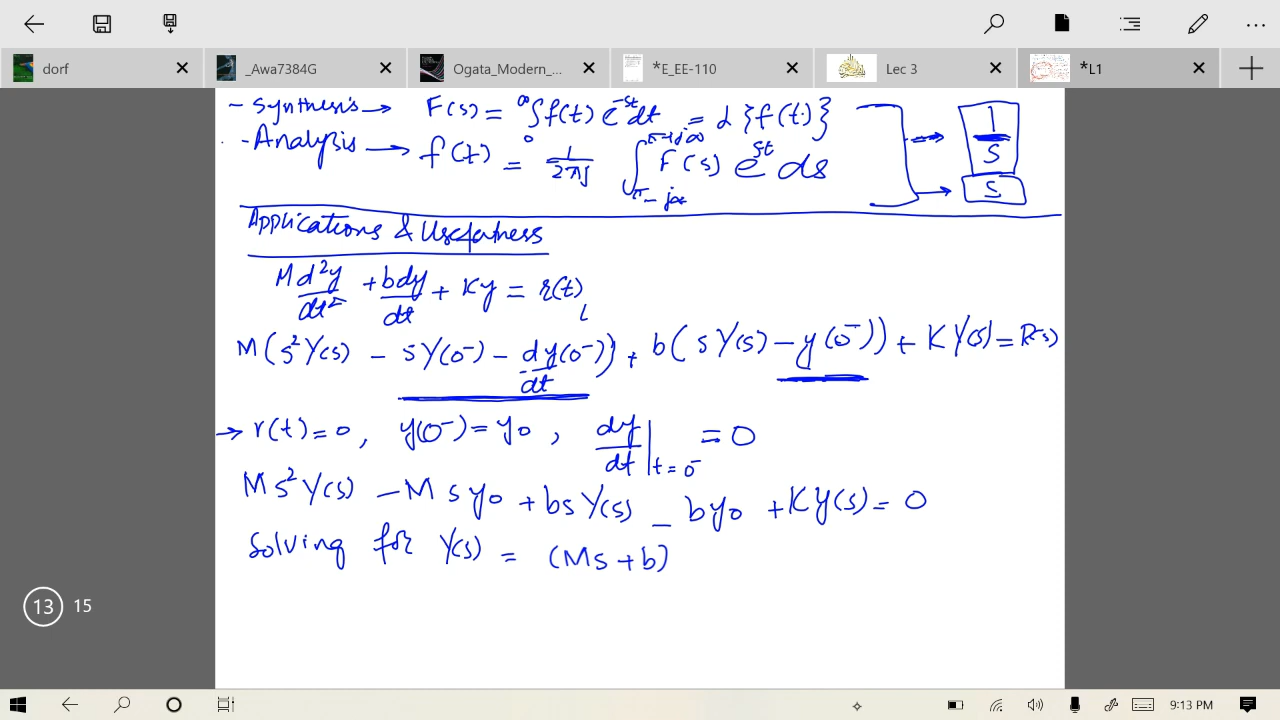 dorf _Awa7384G Ogata_Modern_... *E_EE-110 Lec 3 *L1
- Synthesis → F(s) = ₀∫^∞ f(t) e^-st dt = L {f(t)}
- Analysis → f(t) = 1/2πj ∫ F(s) e^st ds
1/s
s
Applications & Usefulness
M d²y/dt² + b dy/dt + Ky = r(t)
M(s²Y(s) - sY(0⁻) - dy(0⁻)/dt) + b(sY(s) - y(0⁻)) + KY(s) = R(s)
→ r(t) = 0, y(0⁻) = y₀, dy/dt|t=0⁻ = 0
Ms²Y(s) - Msy₀ + bsY(s) - by₀ + KY(s) = 0
Solving for Y(s) = (Ms + b)
13 15
9:13 PM